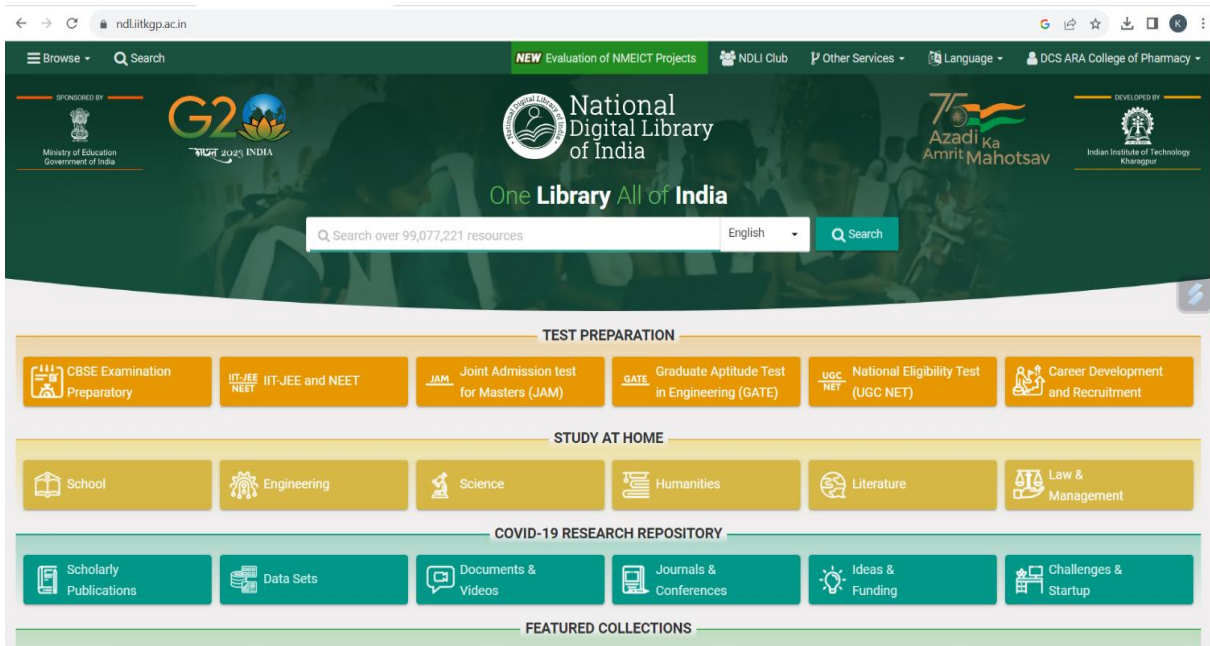 ndl.iitkgp.ac.in
K
Browse
Search
NEW Evaluation of NMEICT Projects
NDLI Club
Other Services
Language
DCS ARA College of Pharmacy
SPONSORED BY
Ministry of Education
Government of India
G20
भारत 2023 INDIA
National Digital Library of India
National
Digital Library
of India
75
Azadi Ka
Amrit Mahotsav
DEVELOPED BY
Indian Institute of Technology
Kharagpur
One Library All of India
Search over 99,077,221 resources
English
Search
TEST PREPARATION
CBSE Examination
Preparatory
IIT-JEE
NEET
IIT-JEE and NEET
JAM
Joint Admission test
for Masters (JAM)
GATE
Graduate Aptitude Test
in Engineering (GATE)
UGC
NET
National Eligibility Test
(UGC NET)
Career Development
and Recruitment
STUDY AT HOME
School
Engineering
Science
Humanities
Literature
Law &
Management
COVID-19 RESEARCH REPOSITORY
Scholarly
Publications
Data Sets
Documents &
Videos
Journals &
Conferences
Ideas &
Funding
Challenges &
Startup
FEATURED COLLECTIONS